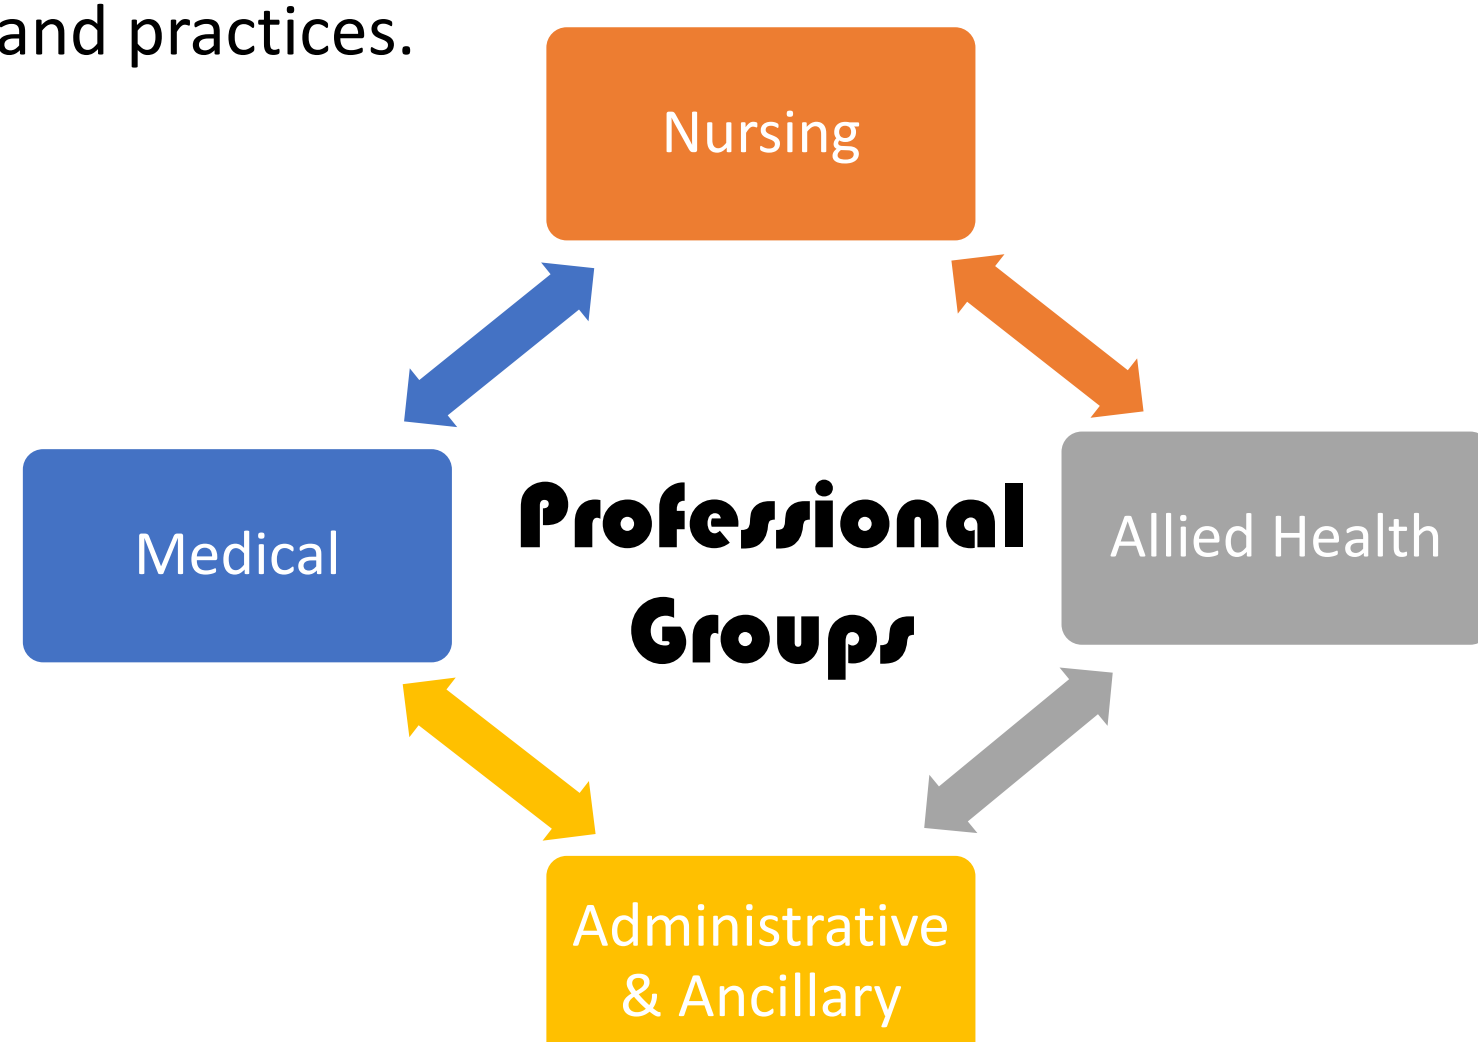 and practices.
Nursing
Medical
Professional
Groups
Allied Health
Administrative
& Ancillary